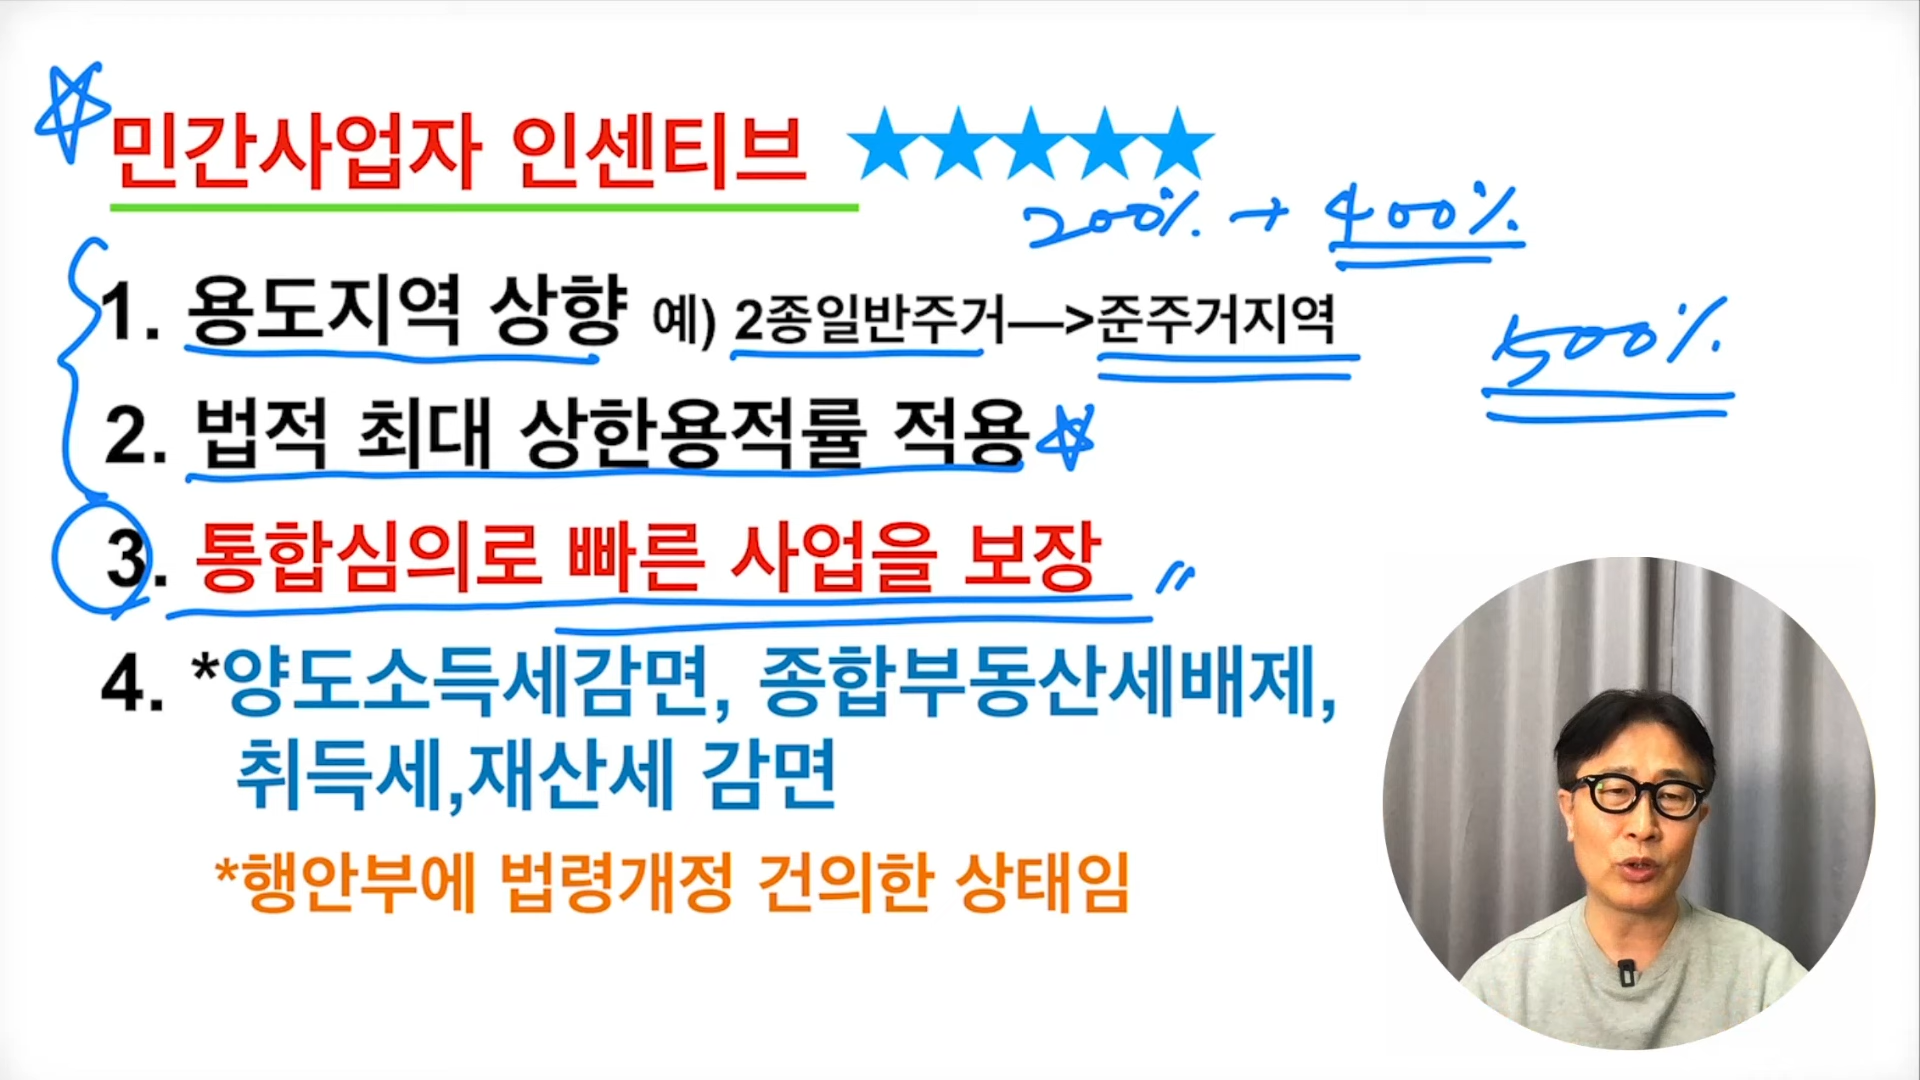 민간사업자 인센티브 ★★★★★
200% → 400%
1. 용도지역 상향 예) 2종일반주거—>준주거지역
500%
2. 법적 최대 상한용적률 적용
3. 통합심의로 빠른 사업을 보장
4. *양도소득세감면, 종합부동산세배제,
취득세,재산세 감면
*행안부에 법령개정 건의한 상태임